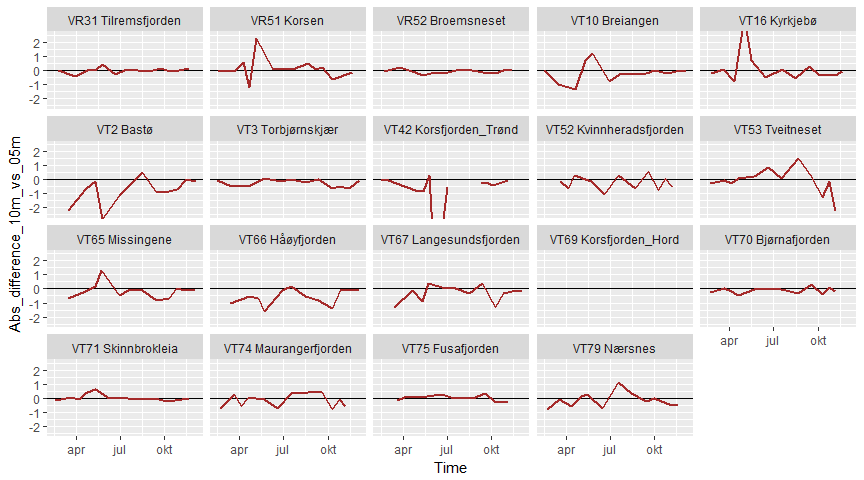 VR31 Tilremsfjorden
VR51 Korsen
VR52 Broemsneset
VT10 Breiangen
VT16 Kyrkjebø
2
1
0
-1
-2
VT2 Bastø
VT3 Torbjørnskjær
VT42 Korsfjorden_Trønd
VT52 Kvinnheradsfjorden
VT53 Tveitneset
2
1
0
-1
-2
VT65 Missingene
VT66 Håøyfjorden
VT67 Langesundsfjorden
VT69 Korsfjorden_Hord
VT70 Bjørnafjorden
2
1
0
-1
-2
apr jul okt
VT71 Skinnbrokleia
VT74 Maurangerfjorden
VT75 Fusafjorden
VT79 Nærsnes
2
1
0
-1
-2
apr jul okt
apr jul okt
apr jul okt
apr jul okt
Time
Abs_difference_10m_vs_05m